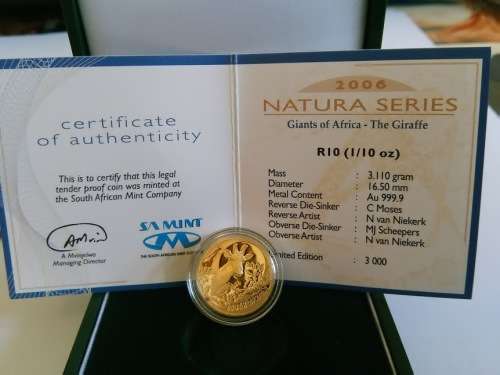 certificate
of authenticity
This is to certify that this legal
tender proof coin was minted at
the South African Mint Company
Managing Director
SA MINT
2006
NATURA SERIES
Giants of Africa - The Giraffe
R10 (1/10 oz)
Mass : 3.110 gram
Diameter : 16.50 mm
Metal Content : Au 999.9
Reverse Die-Sinker : C Moses
Reverse Artist : N van Niekerk
Obverse Die-Sinker : MJ Scheepers
Obverse Artist : N van Niekerk
Limited Edition : 3 000